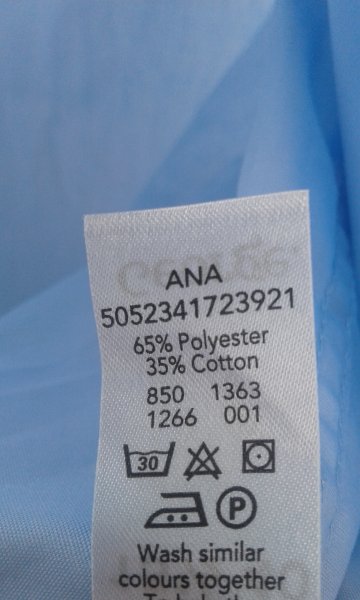 ANA
5052341723921
65% Polyester
35% Cotton
850 1363
1266 001
30
P
Wash similar
colours together